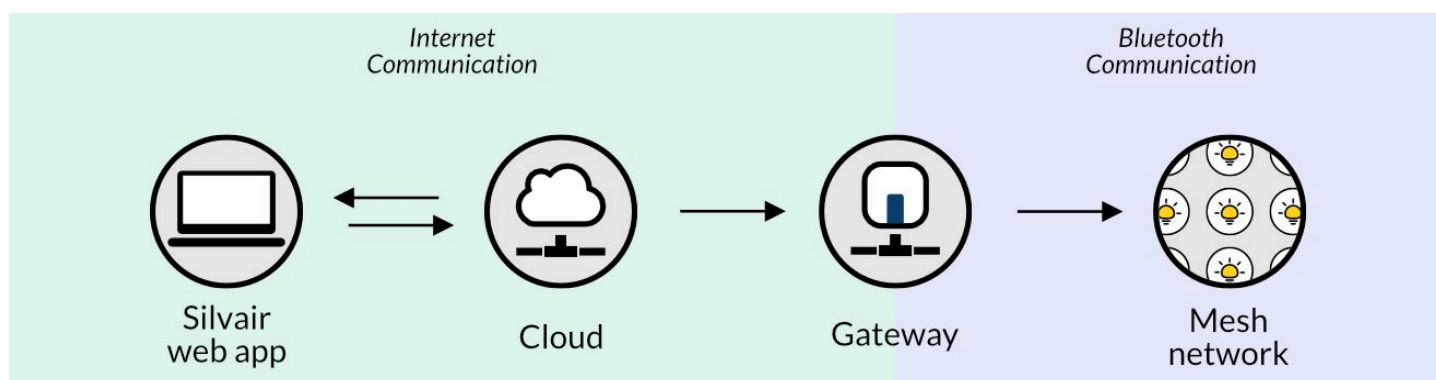 Internet
Communication
Bluetooth
Communication
Silvair
web app
Cloud
Gateway
Mesh
network